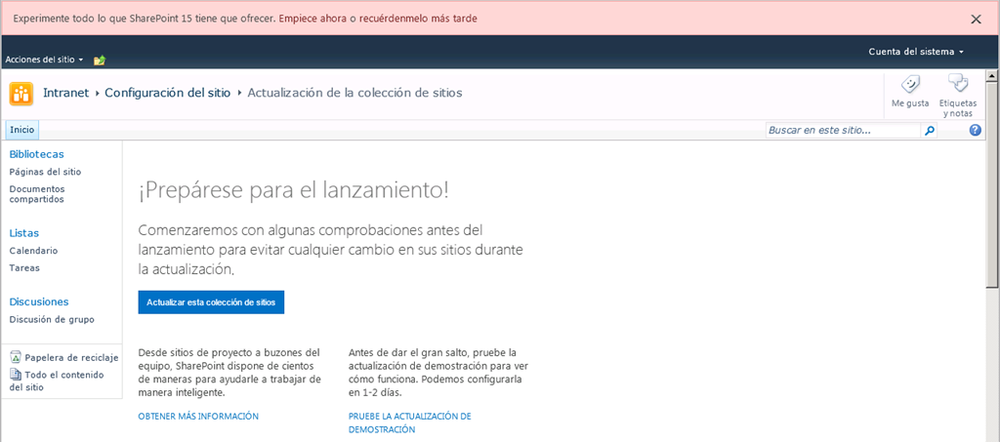 Experimente todo lo que SharePoint 15 tiene que ofrecer. Empiece ahora o recuérdenmelo más tarde
Cuenta del sistema
Acciones del sitio
Intranet Configuración del sitio Actualización de la colección de sitios
Me gusta
Etiquetas
y notas
Inicio
Buscar en este sitio...
Bibliotecas
Páginas del sitio
Documentos
compartidos
Listas
Calendario
Tareas
Discusiones
Discusión de grupo
Papelera de reciclaje
Todo el contenido
del sitio
¡Prepárese para el lanzamiento!
Comenzaremos con algunas comprobaciones antes del
lanzamiento para evitar cualquier cambio en sus sitios durante
la actualización.
Actualizar esta colección de sitios
Desde sitios de proyecto a buzones del
equipo, SharePoint dispone de cientos
de maneras para ayudarle a trabajar de
manera inteligente.
OBTENER MÁS INFORMACIÓN
Antes de dar el gran salto, pruebe la
actualización de demostración para ver
cómo funciona. Podemos configurarla
en 1-2 días.
PRUEBE LA ACTUALIZACIÓN DE
DEMOSTRACIÓN